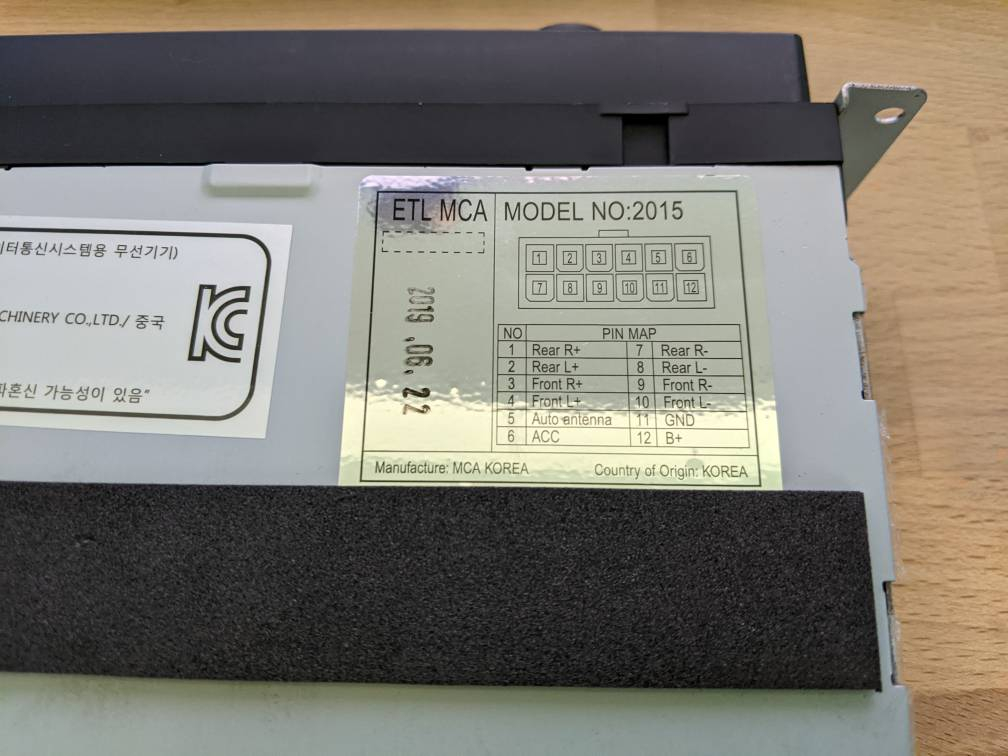 터통신시스템용 무선기기)
CHINERY CO.,LTD./ 중국
파혼신 가능성이 있음"
KC
ETL MCA MODEL NO:2015
2019.06.22
1 2 3 4 5 6
7 8 9 10 11 12
NO PIN MAP
1 Rear R+ 7 Rear R-
2 Rear L+ 8 Rear L-
3 Front R+ 9 Front R-
4 Front L+ 10 Front L-
5 Auto antenna 11 GND
6 ACC 12 B+
Manufacture: MCA KOREA Country of Origin: KOREA